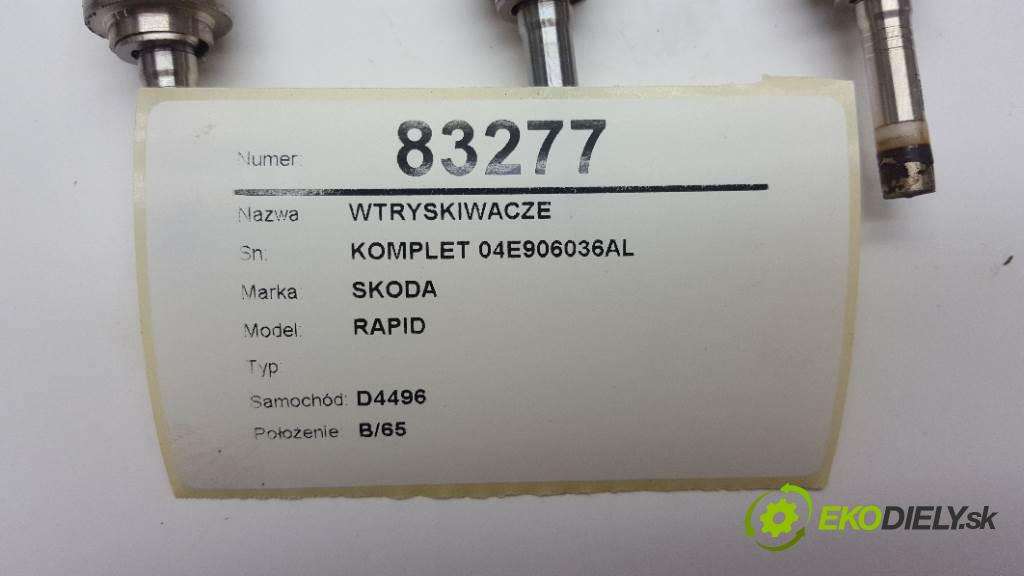 Numer: 83277
Nazwa WTRYSKIWACZE
Sn: KOMPLET 04E906036AL
Marka SKODA
Model: RAPID
Typ:
Samochód: D4496
Położenie: B/65
EKODIELY.sk